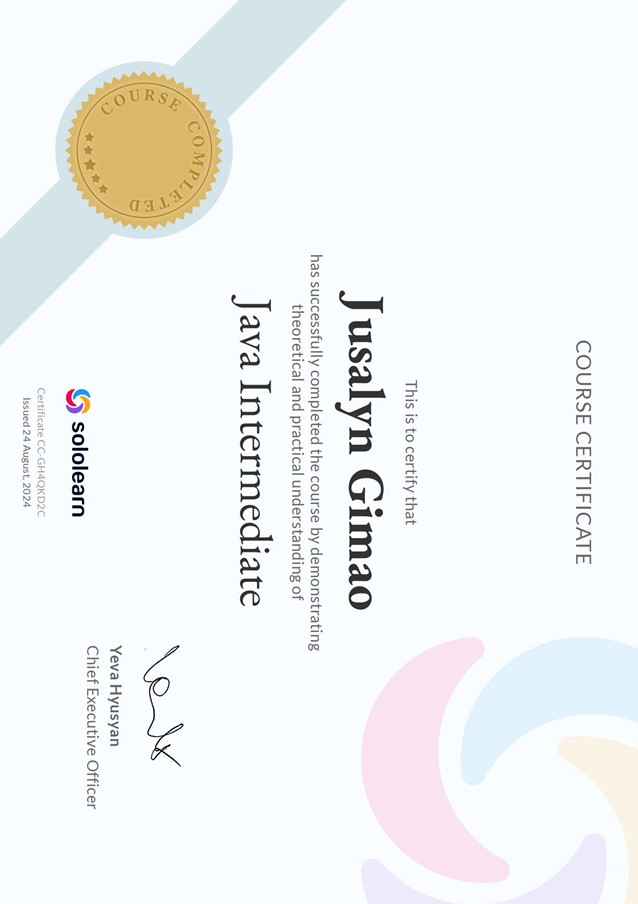 COURSE CERTIFICATE
This is to certify that
Jusalyn Gimao
has successfully completed the course by demonstrating
theoretical and practical understanding of
Java Intermediate
COURSE COMPLETED
Yeva Hyusyan
Chief Executive Officer
sololearn
Certificate CC-GH4QKD2C
Issued 24 August, 2024